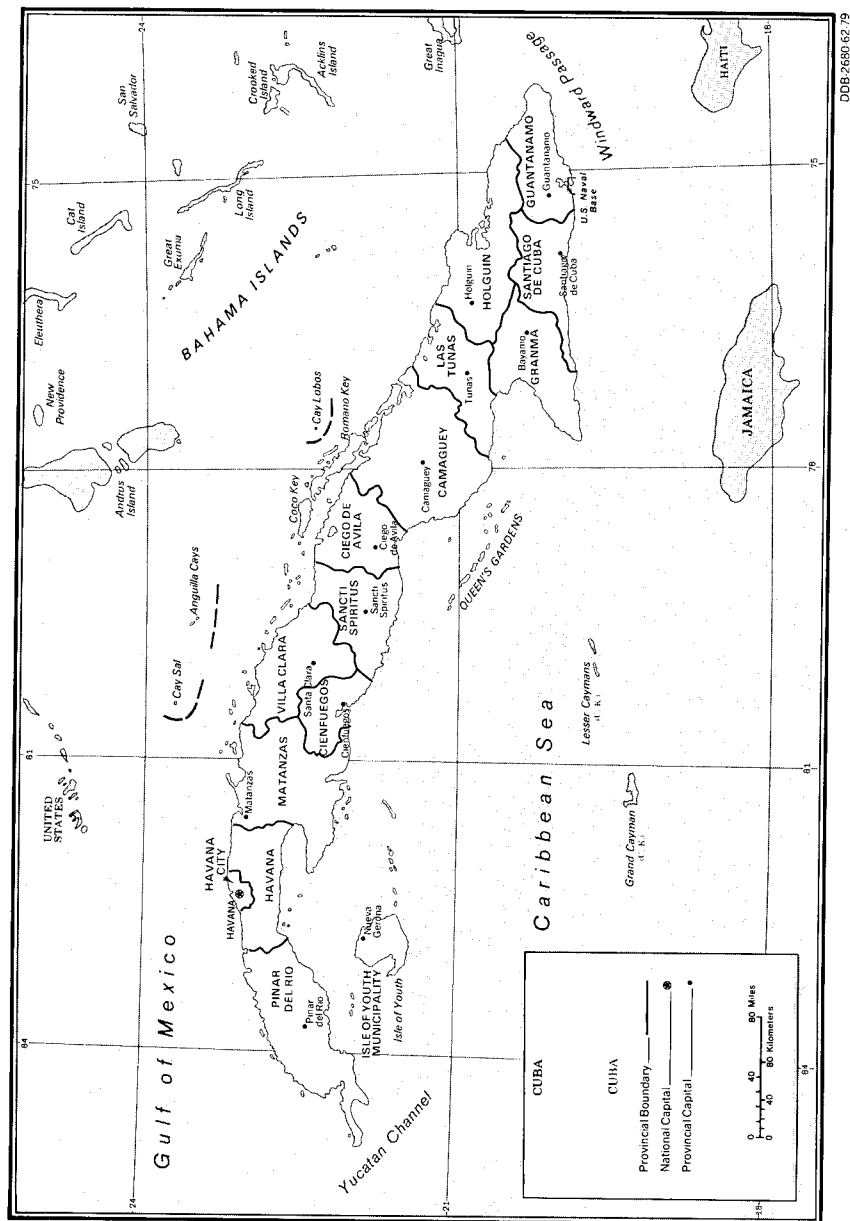 DDB-2680-62-79
84
81
78
75
24
24
21
21
18
18
84
81
78
75
Gulf of Mexico
UNITED
STATES
Cay Sal
Anguilla Cays
Andros
Island
New
Providence
Eleuthera
Cat
Island
San
Salvador
Great
Exuma
Long
Island
Crooked
Island
Acklins
Island
Great
Inagua
BAHAMA ISLANDS
Cay Lobos
Romano Key
Coco Key
Windward Passage
HAVANA
CITY
HAVANA
HAVANA
PINAR
DEL RIO
Pinar
del Rio
Matanzas
MATANZAS
VILLA CLARA
Santa Clara
CIENFUEGOS
Cienfuegos
SANCTI
SPIRITUS
Sancti
Spiritus
CIEGO DE
AVILA
Ciego
de Avila
Camaguey
CAMAGUEY
LAS
TUNAS
Tunas
Holguin
HOLGUIN
Bayamo
GRANMA
SANTIAGO
DE CUBA
Santiago
de Cuba
GUANTANAMO
Guantanamo
U.S. Naval
Base
ISLE OF YOUTH
MUNICIPALITY
Isle of Youth
Nueva
Gerona
Yucatan Channel
QUEEN'S GARDENS
Caribbean Sea
Lesser Caymans
Grand Cayman
JAMAICA
HAITI
CUBA
CUBA
Provincial Boundary
National Capital
Provincial Capital
0 40 80 Miles
0 40 80 Kilometers